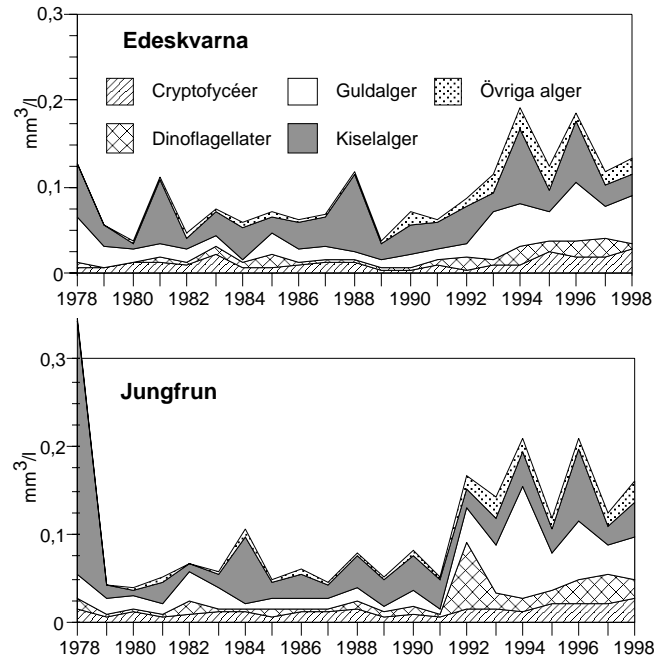 0,3
Edeskvarna
Cryptofycéer Guldalger Övriga alger
0,2
mm3/l
Dinoflagellater Kiselalger
0,1
0
1978 1980 1982 1984 1986 1988 1990 1992 1994 1996 1998
0,3
Jungfrun
0,2
mm3/l
0,1
0
1978 1980 1982 1984 1986 1988 1990 1992 1994 1996 1998